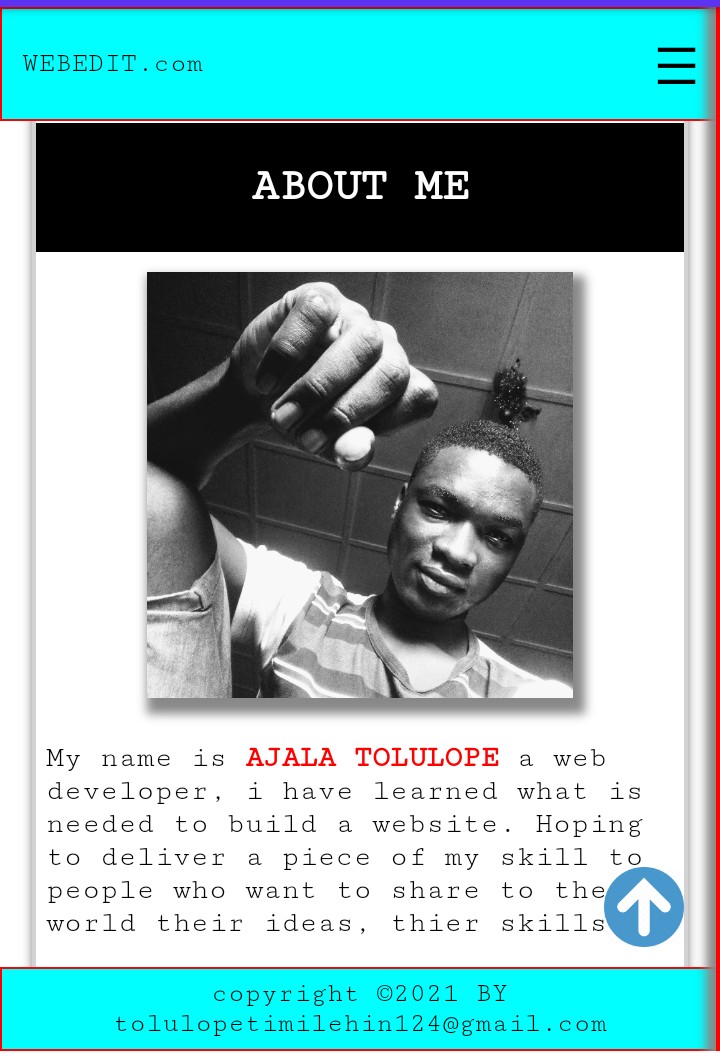 WEBEDIT.com
ABOUT ME
My name is AJALA TOLULOPE a web
developer, i have learned what is
needed to build a website. Hoping
to deliver a piece of my skill to
people who want to share to the
world their ideas, thier skills
copyright ©2021 BY
tolulopetimilehin124@gmail.com